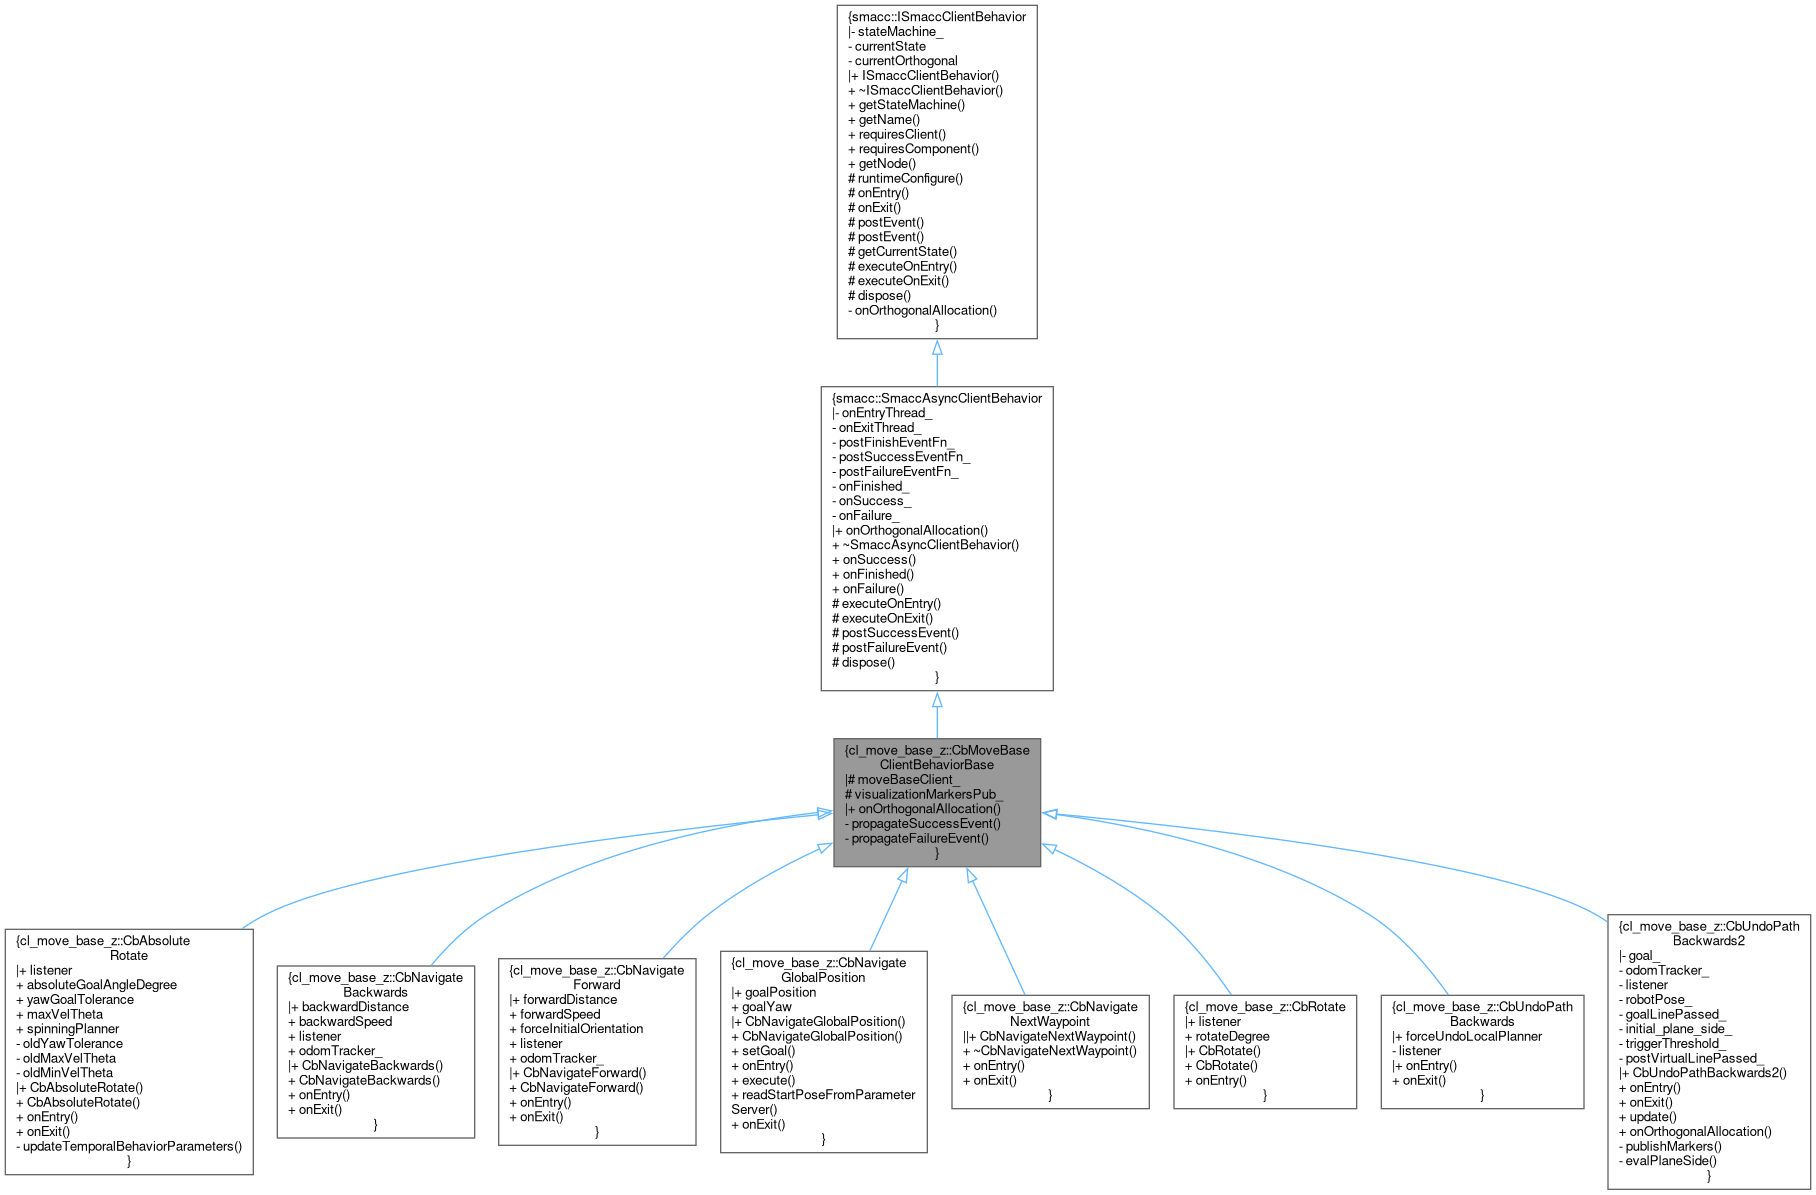 {smacc::ISmaccClientBehavior
|- stateMachine_
- currentState
- currentOrthogonal
|+ ISmaccClientBehavior()
+ ~ISmaccClientBehavior()
+ getStateMachine()
+ getName()
+ requiresClient()
+ requiresComponent()
+ getNode()
# runtimeConfigure()
# onEntry()
# onExit()
# postEvent()
# postEvent()
# getCurrentState()
# executeOnEntry()
# executeOnExit()
# dispose()
- onOrthogonalAllocation()
}
{smacc::SmaccAsyncClientBehavior
|- onEntryThread_
- onExitThread_
- postFinishEventFn_
- postSuccessEventFn_
- postFailureEventFn_
- onFinished_
- onSuccess_
- onFailure_
|+ onOrthogonalAllocation()
+ ~SmaccAsyncClientBehavior()
+ onSuccess()
+ onFinished()
+ onFailure()
# executeOnEntry()
# executeOnExit()
# postSuccessEvent()
# postFailureEvent()
# dispose()
}
{cl_move_base_z::CbMoveBase
ClientBehaviorBase
|# moveBaseClient_
# visualizationMarkersPub_
|+ onOrthogonalAllocation()
- propagateSuccessEvent()
- propagateFailureEvent()
}
{cl_move_base_z::CbAbsolute
Rotate
|+ listener
+ absoluteGoalAngleDegree
+ yawGoalTolerance
+ maxVelTheta
+ spinningPlanner
- oldYawTolerance
- oldMaxVelTheta
- oldMinVelTheta
|+ CbAbsoluteRotate()
+ CbAbsoluteRotate()
+ onEntry()
+ onExit()
- updateTemporalBehaviorParameters()
}
{cl_move_base_z::CbNavigate
Backwards
|+ backwardDistance
+ backwardSpeed
+ listener
+ odomTracker_
|+ CbNavigateBackwards()
+ CbNavigateBackwards()
+ onEntry()
+ onExit()
}
{cl_move_base_z::CbNavigate
Forward
|+ forwardDistance
+ forwardSpeed
+ forceInitialOrientation
+ listener
+ odomTracker_
|+ CbNavigateForward()
+ CbNavigateForward()
+ onEntry()
+ onExit()
}
{cl_move_base_z::CbNavigate
GlobalPosition
|+ goalPosition
+ goalYaw
|+ CbNavigateGlobalPosition()
+ CbNavigateGlobalPosition()
+ setGoal()
+ onEntry()
+ execute()
+ readStartPoseFromParameter
Server()
+ onExit()
}
{cl_move_base_z::CbNavigate
NextWaypoint
||+ CbNavigateNextWaypoint()
+ ~CbNavigateNextWaypoint()
+ onEntry()
+ onExit()
}
{cl_move_base_z::CbRotate
|+ listener
+ rotateDegree
|+ CbRotate()
+ CbRotate()
+ onEntry()
}
{cl_move_base_z::CbUndoPath
Backwards
|+ forceUndoLocalPlanner
- listener
|+ onEntry()
+ onExit()
}
{cl_move_base_z::CbUndoPath
Backwards2
|- goal_
- odomTracker_
- listener
- robotPose_
- goalLinePassed_
- initial_plane_side_
- triggerThreshold_
- postVirtualLinePassed_
|+ CbUndoPathBackwards2()
+ onEntry()
+ onExit()
+ update()
+ onOrthogonalAllocation()
- publishMarkers()
- evalPlaneSide()
}